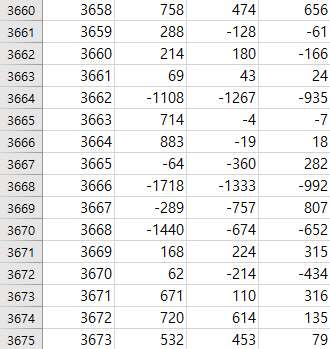 3660 3658 758 474 656
3661 3659 288 -128 -61
3662 3660 214 180 -166
3663 3661 69 43 24
3664 3662 -1108 -1267 -935
3665 3663 714 -4 -7
3666 3664 883 -19 18
3667 3665 -64 -360 282
3668 3666 -1718 -1333 -992
3669 3667 -289 -757 807
3670 3668 -1440 -674 -652
3671 3669 168 224 315
3672 3670 62 -214 -434
3673 3671 671 110 316
3674 3672 720 614 135
3675 3673 532 453 79